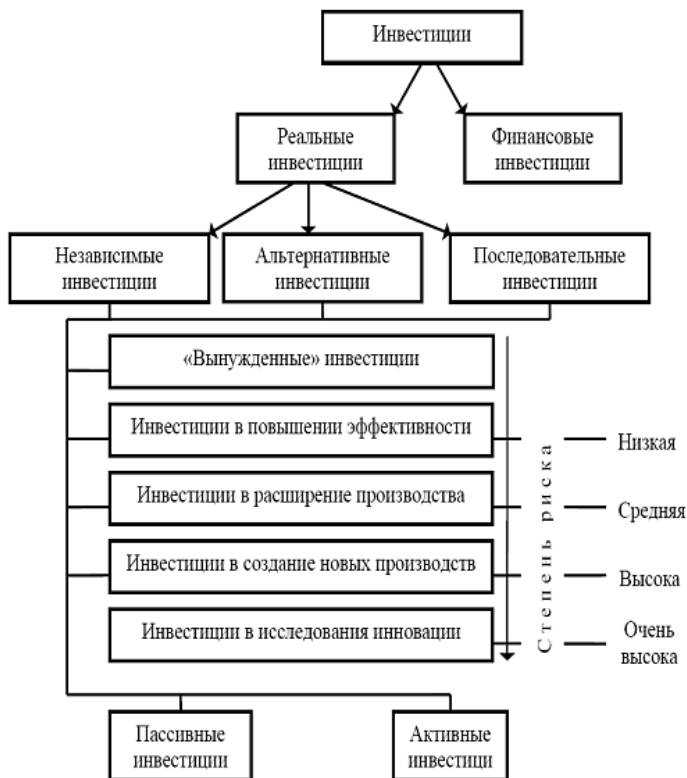 Инвестиции
Реальные
инвестиции
Финансовые
инвестиции
Независимые
инвестиции
Альтернативные
инвестиции
Последовательные
инвестиции
«Вынужденные» инвестиции
Инвестиции в повышении эффективности
Низкая
Инвестиции в расширение производства
Средняя
Инвестиции в создание новых производств
Высока
Инвестиции в исследования инновации
Очень
высока
Степень риска
Пассивные
инвестиции
Активные
инвестици